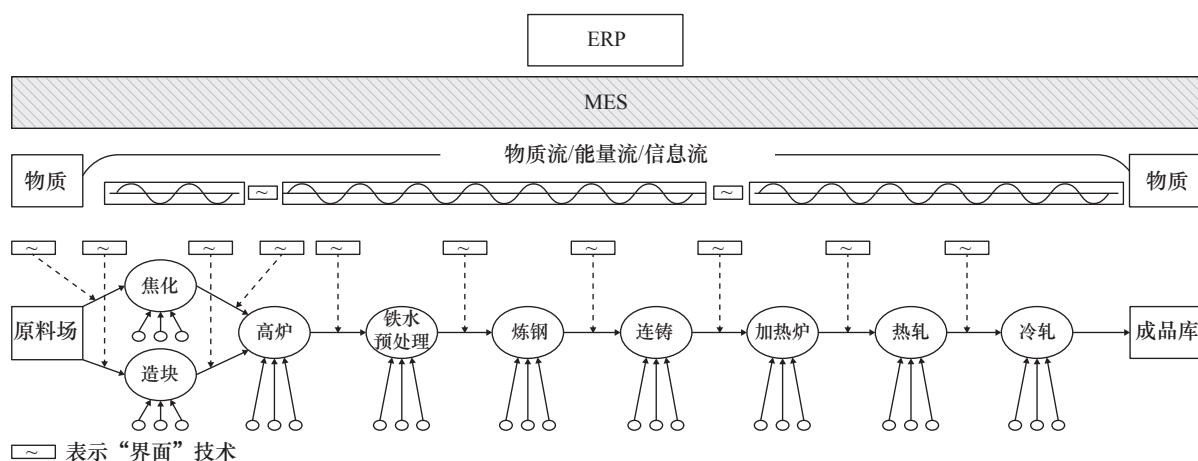 ERP
MES
物质流/能量流/信息流
物质
物质
~
~
~
~
~
~
~
~
~
~
~
~
焦化
原料场
高炉
铁水
预处理
炼钢
连铸
加热炉
热轧
冷轧
成品库
造块
~ 表示“界面”技术